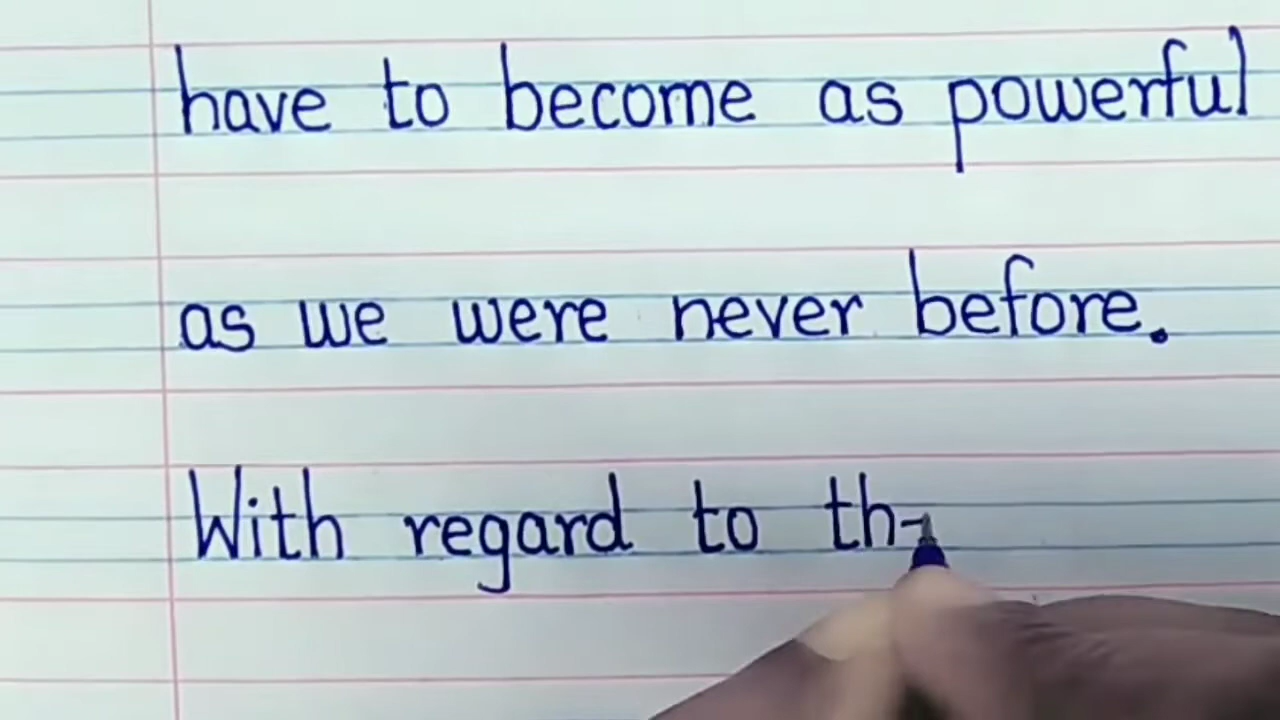 have to become as powerful
as we were never before.
With regard to th